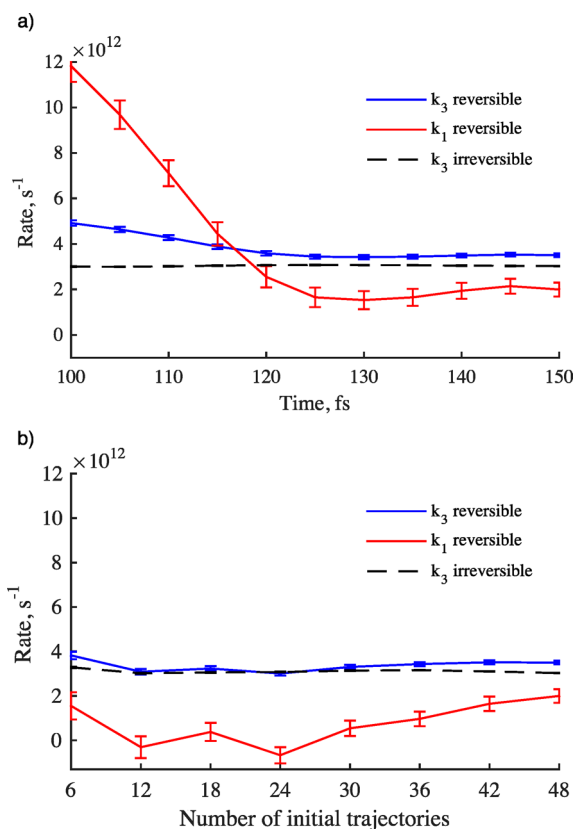 a)
×10¹²
12
10
8
6
4
2
0
Rate, s⁻¹
k₃ reversible
k₁ reversible
k₃ irreversible
100 110 120 130 140 150
Time, fs
b)
×10¹²
12
10
8
6
4
2
0
Rate, s⁻¹
k₃ reversible
k₁ reversible
k₃ irreversible
6 12 18 24 30 36 42 48
Number of initial trajectories